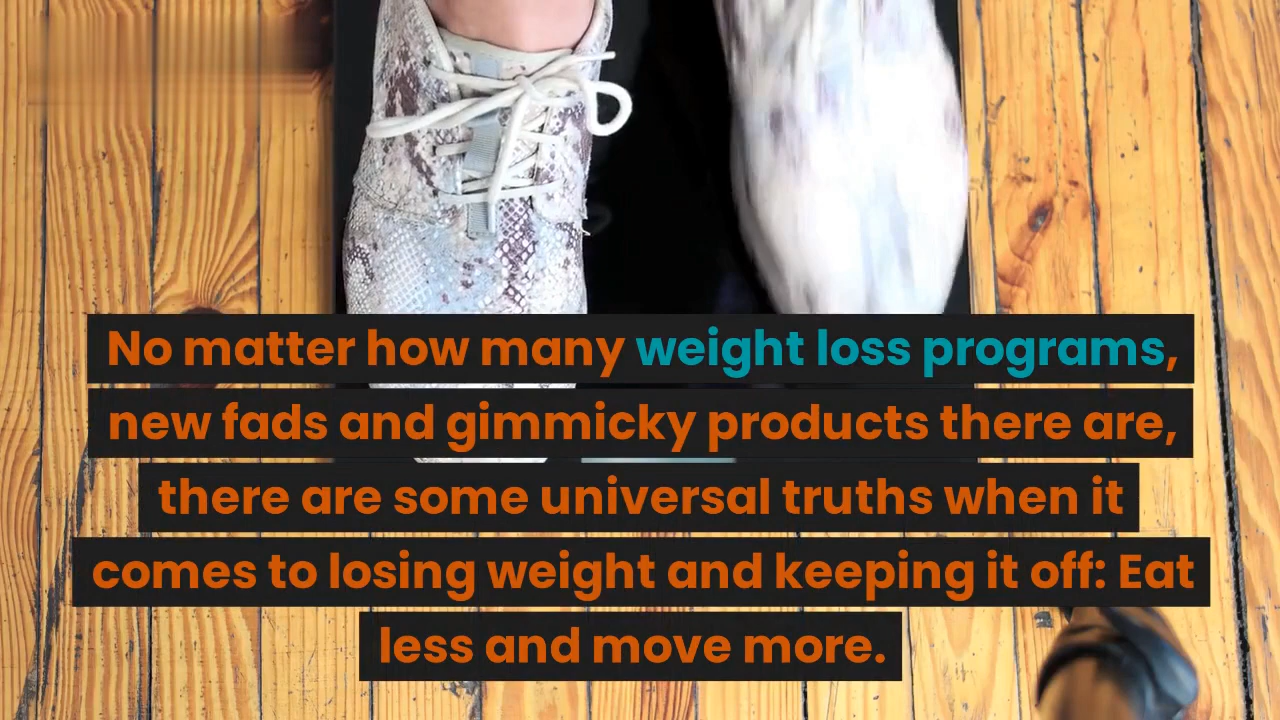 No matter how many weight loss programs,
new fads and gimmicky products there are,
there are some universal truths when it
comes to losing weight and keeping it off: Eat
less and move more.